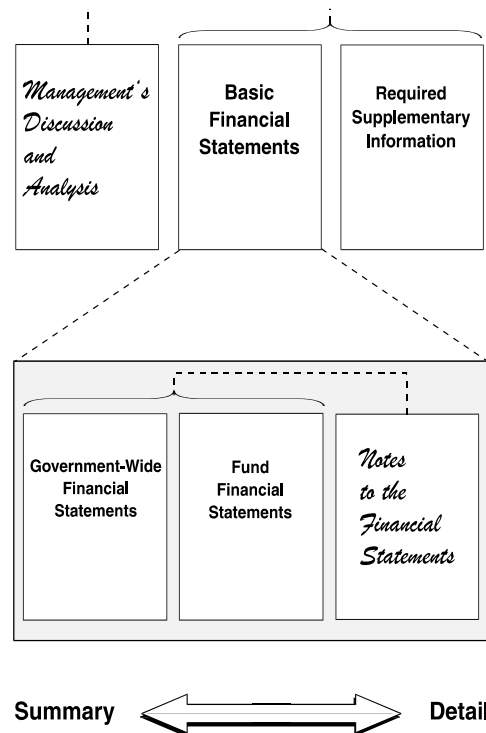 Management's
Discussion
and
Analysis
Basic
Financial
Statements
Required
Supplementary
Information
Government-Wide
Financial
Statements
Fund
Financial
Statements
Notes
to the
Financial
Statements
Summary
Detail